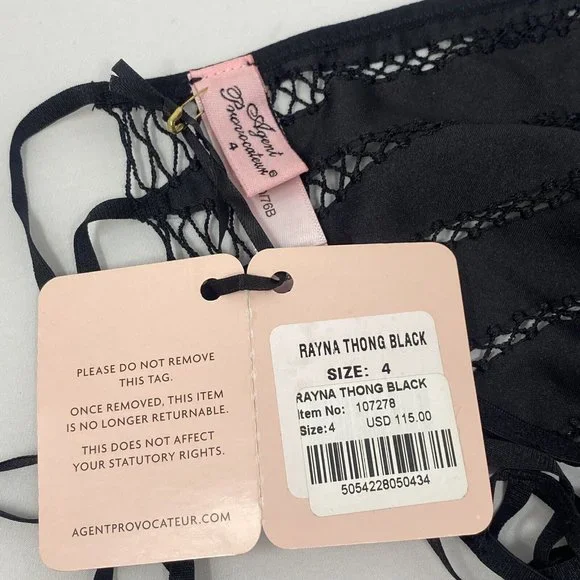 Agent
Provocateur®
4
776B
PLEASE DO NOT REMOVE
THIS TAG.
ONCE REMOVED, THIS ITEM
IS NO LONGER RETURNABLE.
THIS DOES NOT AFFECT
YOUR STATUTORY RIGHTS.
AGENTPROVOCATEUR.COM
RAYNA THONG BLACK
SIZE: 4
RAYNA THONG BLACK
Item No: 107278
Size:4 USD 115.00
5054228050434